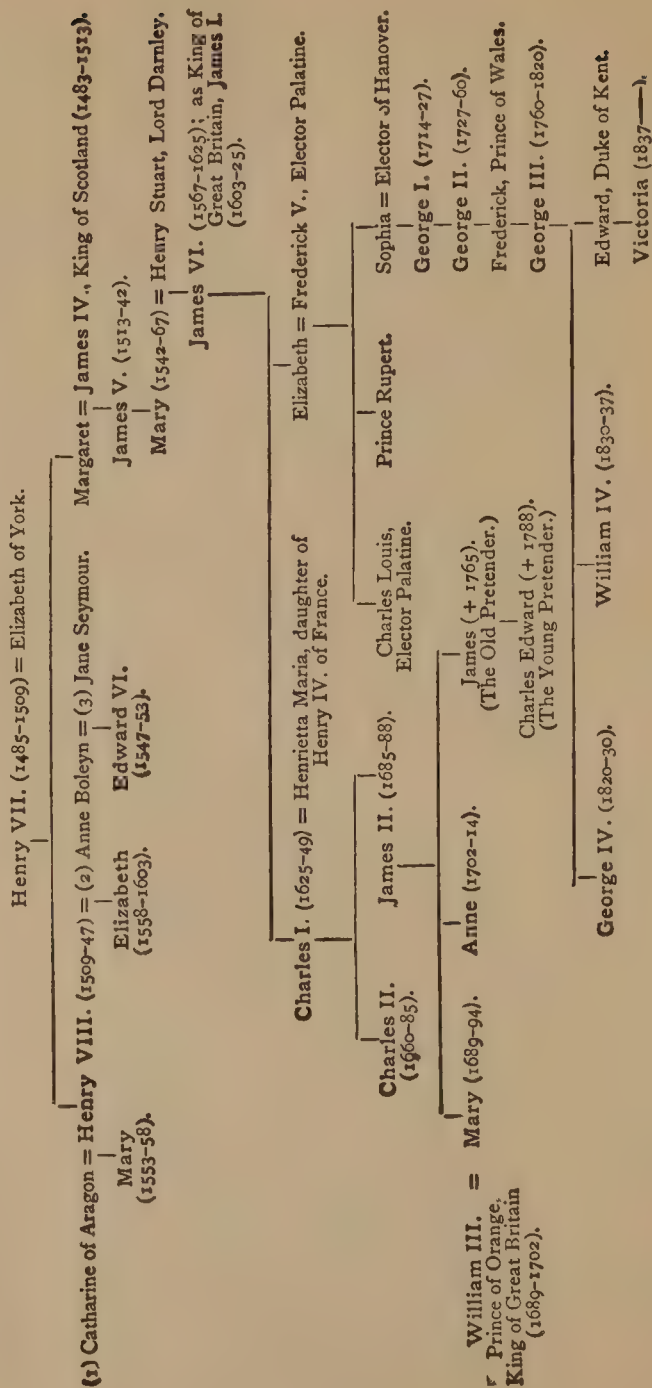 Henry VII. (1485-1509) = Elizabeth of York.
(1) Catharine of Aragon = Henry VIII. (1509-47) = (2) Anne Boleyn = (3) Jane Seymour.
Margaret = James IV., King of Scotland (1483-1513).
Mary
(1553-58).
Elizabeth
(1558-1603).
Edward VI.
(1547-53).
James V. (1513-42).
Mary (1542-67) = Henry Stuart, Lord Darnley.
James VI. (1567-1625); as King of
Great Britain, James I.
(1603-25).
Charles I. (1625-49) = Henrietta Maria, daughter of
Henry IV. of France.
Elizabeth = Frederick V., Elector Palatine.
Charles II.
(1660-85).
James II. (1685-88).
Charles Louis,
Elector Palatine.
Prince Rupert.
Sophia = Elector of Hanover.
George I. (1714-27).
George II. (1727-60).
Frederick, Prince of Wales.
George III. (1760-1820).
William III. = Mary (1689-94).
Prince of Orange,
King of Great Britain
(1689-1702).
Anne (1702-14).
James (+ 1765).
(The Old Pretender.)
Charles Edward (+ 1788).
(The Young Pretender.)
George IV. (1820-30).
William IV. (1830-37).
Edward, Duke of Kent.
Victoria (1837—).